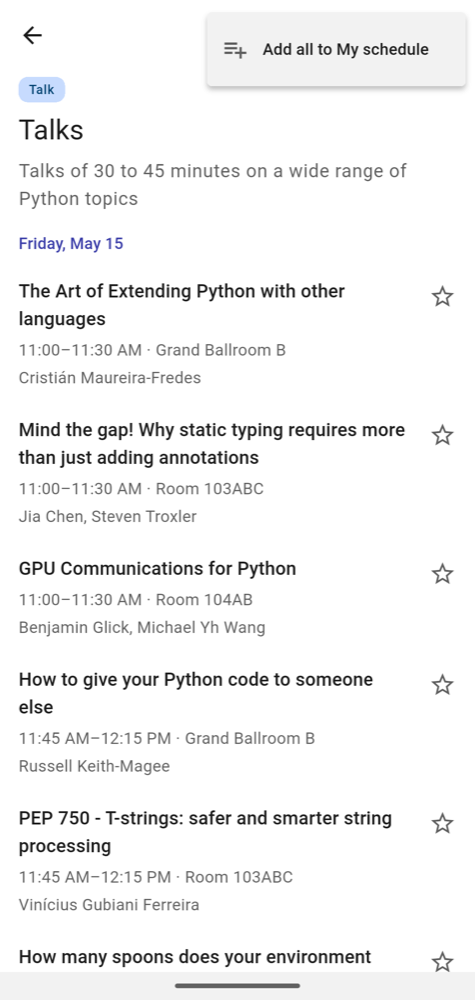 Add all to My schedule
Talk
Talks
Talks of 30 to 45 minutes on a wide range of
Python topics
Friday, May 15
The Art of Extending Python with other
languages
11:00–11:30 AM · Grand Ballroom B
Cristián Maureira-Fredes
Mind the gap! Why static typing requires more
than just adding annotations
11:00–11:30 AM · Room 103ABC
Jia Chen, Steven Troxler
GPU Communications for Python
11:00–11:30 AM · Room 104AB
Benjamin Glick, Michael Yh Wang
How to give your Python code to someone
else
11:45 AM–12:15 PM · Grand Ballroom B
Russell Keith-Magee
PEP 750 - T-strings: safer and smarter string
processing
11:45 AM–12:15 PM · Room 103ABC
Vinícius Gubiani Ferreira
How many spoons does your environment